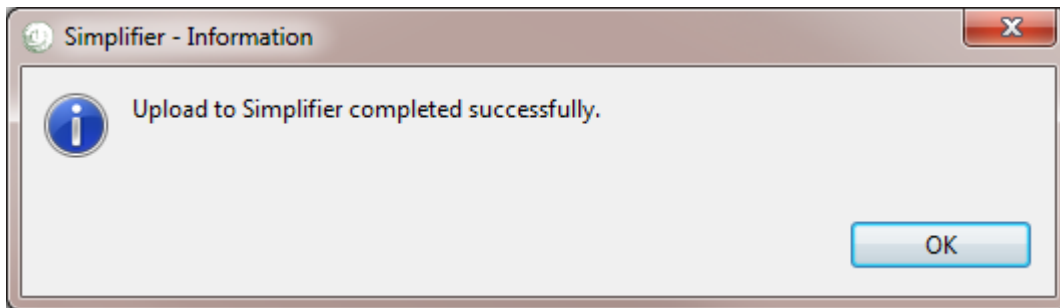 Simplifier - Information
Upload to Simplifier completed successfully.
OK